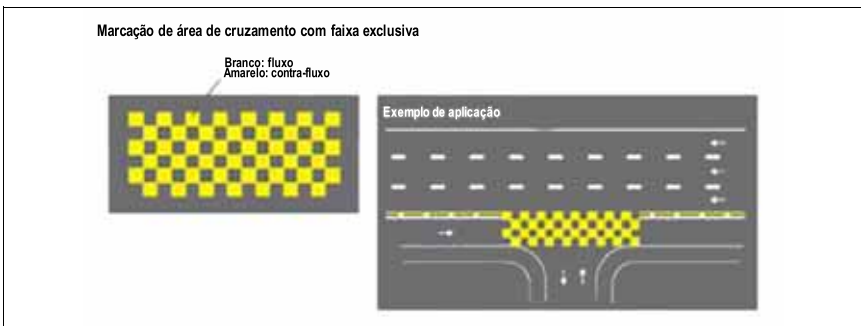 Marcação de área de cruzamento com faixa exclusiva
Branco: fluxo
Amarelo: contra-fluxo
Exemplo de aplicação